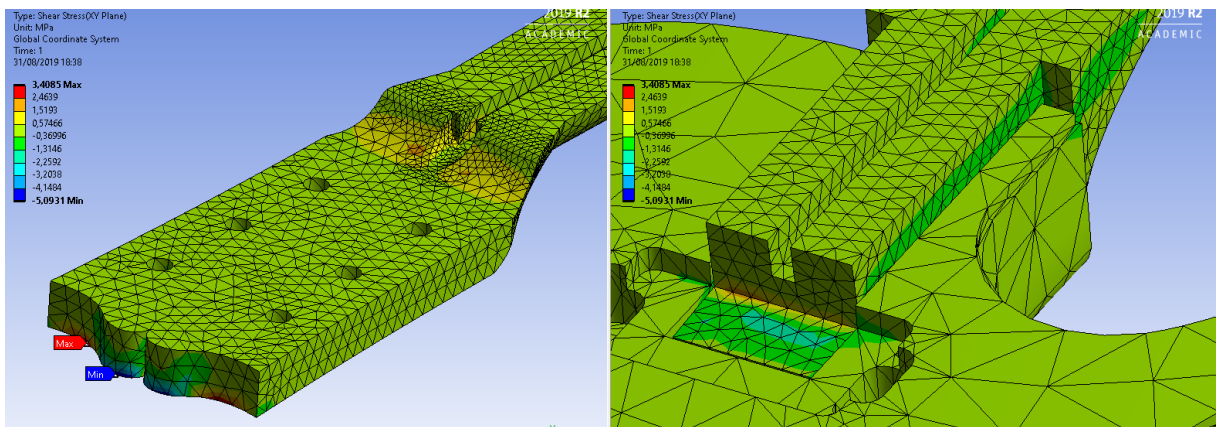 Type: Shear Stress(XY Plane)
Unit: MPa
Global Coordinate System
Time: 1
31/08/2019 18:38
3,4085 Max
2,4639
1,5193
0,57466
-0,36996
-1,3146
-2,2592
-3,2038
-4,1484
-5,0931 Min
2019 R2
ACADEMIC
Max
Min
Type: Shear Stress(XY Plane)
Unit: MPa
Global Coordinate System
Time: 1
31/08/2019 18:38
3,4085 Max
2,4639
1,5193
0,57466
-0,36996
-1,3146
-2,2592
-3,2038
-4,1484
-5,0931 Min
2019 R2
ACADEMIC